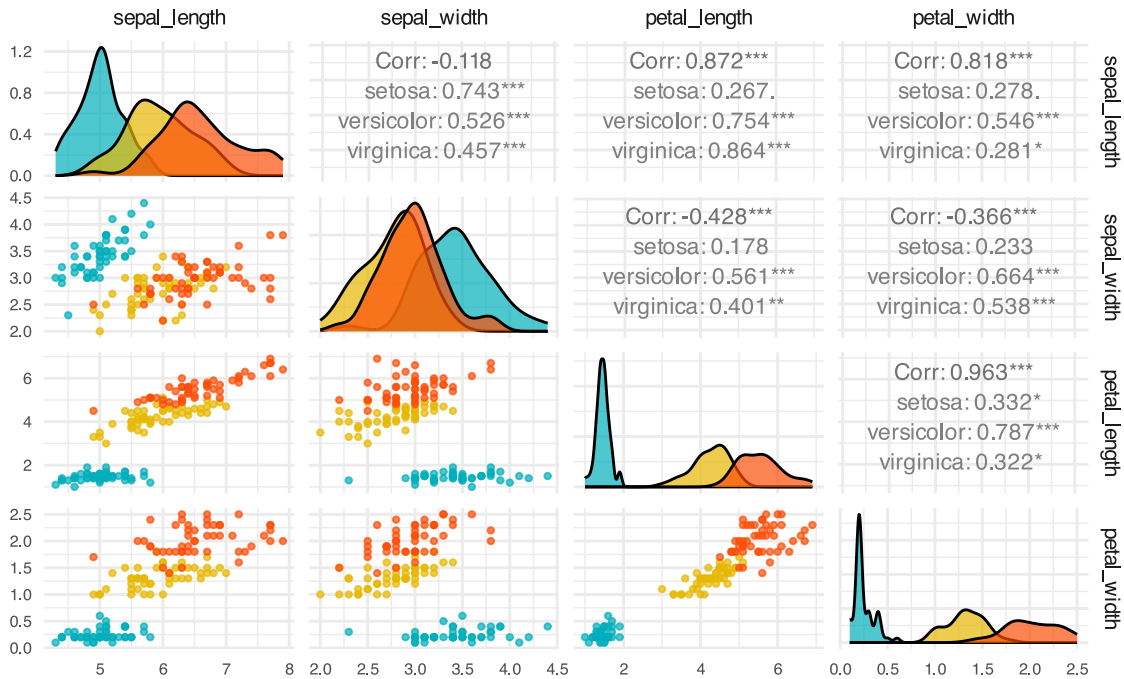 sepal_length sepal_width petal_length petal_width
1.2
0.8
0.4
0.0
Corr: -0.118
setosa: 0.743***
versicolor: 0.526***
virginica: 0.457***
Corr: 0.872***
setosa: 0.267.
versicolor: 0.754***
virginica: 0.864***
Corr: 0.818***
setosa: 0.278.
versicolor: 0.546***
virginica: 0.281*
sepal_length
4.5
4.0
3.5
3.0
2.5
2.0
Corr: -0.428***
setosa: 0.178
versicolor: 0.561***
virginica: 0.401**
Corr: -0.366***
setosa: 0.233
versicolor: 0.664***
virginica: 0.538***
sepal_width
6
4
2
Corr: 0.963***
setosa: 0.332*
versicolor: 0.787***
virginica: 0.322*
petal_length
2.5
2.0
1.5
1.0
0.5
0.0
petal_width
5 6 7 8
2.0 2.5 3.0 3.5 4.0 4.5
2 4 6
0.0 0.5 1.0 1.5 2.0 2.5